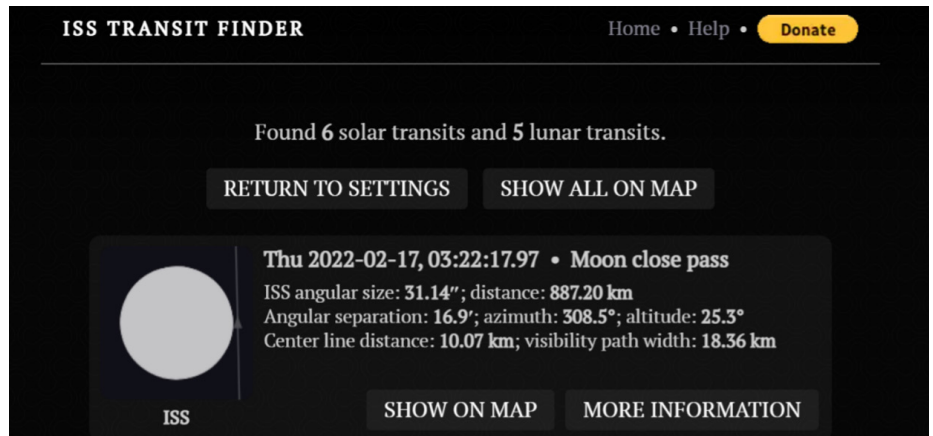 ISS TRANSIT FINDER
Home • Help • Donate
Found 6 solar transits and 5 lunar transits.
RETURN TO SETTINGS SHOW ALL ON MAP
Thu 2022-02-17, 03:22:17.97 • Moon close pass
ISS angular size: 31.14″; distance: 887.20 km
Angular separation: 16.9′; azimuth: 308.5°; altitude: 25.3°
Center line distance: 10.07 km; visibility path width: 18.36 km
ISS
SHOW ON MAP MORE INFORMATION